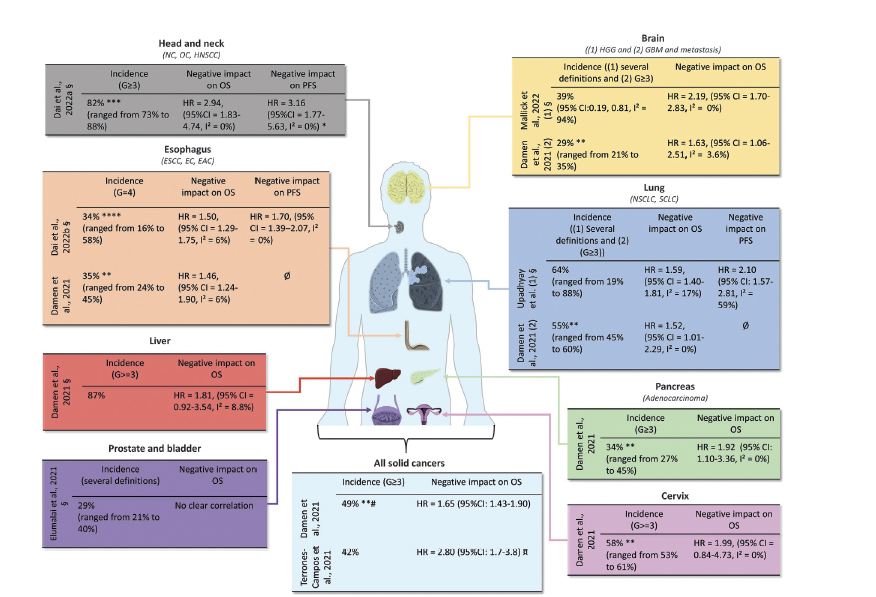 Head and neck
(NC, OC, HNSCC)
Dai et al.,
2022a §
Incidence
(G≥3)
Negative impact
on OS
Negative impact
on PFS
82% ***
(ranged from 73% to
88%)
HR = 2.94,
(95%CI = 1.83-
4.74, I² = 0%)
HR = 3.16
(95%CI = 1.77-
5.63, I² = 0%) *
Esophagus
(ESCC, EC, EAC)
Incidence
(G=4)
Negative
impact on OS
Negative
impact on PFS
Dai et al.,
2022b §
34% ****
(ranged from 16% to
58%)
HR = 1.50,
(95% CI = 1.29-
1.75, I² = 6%)
HR = 1.70, (95%
CI = 1.39–2.07, I²
= 0%)
Damen et
al., 2021
35% **
(ranged from 24% to
45%)
HR = 1.46,
(95% CI = 1.24-
1.90, I² = 6%)
Ø
Liver
Damen et al.,
2021 §
Incidence
(G>=3)
Negative impact on
OS
87%
HR = 1.81, (95% CI =
0.92-3.54, I² = 8.8%)
Prostate and bladder
Elumalai et al., 2021
§
Incidence
(several definitions)
Negative impact on
OS
29%
(ranged from 21% to
40%)
No clear correlation
All solid cancers
Incidence (G≥3)
Negative impact on OS
Damen et
al., 2021
49% **#
HR = 1.65 (95%CI: 1.43-1.90)
Terrones-
Campos et
al., 2021
42%
HR = 2.80 (95%CI: 1.7-3.8) ¤
Brain
((1) HGG and (2) GBM and metastasis)
Incidence ((1) several
definitions and (2) G≥3)
Negative impact on OS
Mallick et
al., 2022
(1) §
39%
(95% CI:0.19, 0.81, I² =
94%)
HR = 2.19, (95% CI = 1.70-
2.83, I² = 0%)
Damen
et al.,
2021 (2)
29% **
(ranged from 21% to
35%)
HR = 1.63, (95% CI = 1.06-
2.51, I² = 3.6%)
Lung
(NSCLC, SCLC)
Incidence
((1) Several
definitions and (2)
(G≥3))
Negative
impact on OS
Negative
impact on
PFS
Upadhyay
et al. (1) §
64%
(ranged from 19%
to 88%)
HR = 1.59,
(95% CI = 1.40-
1.81, I² = 17%)
HR = 2.10
(95% CI: 1.57-
2.81, I² =
59%)
Damen et
al., 2021 (2)
55%**
(ranged from 45%
to 60%)
HR = 1.52,
(95% CI = 1.01-
2.29, I² = 0%)
Ø
Pancreas
(Adenocarcinoma)
Damen et al.,
2021
Incidence
(G≥3)
Negative impact on
OS
34% **
(ranged from 27%
to 45%)
HR = 1.92 (95% CI:
1.10-3.36, I² = 0%)
Cervix
Damen et al.,
2021
Incidence
(G>=3)
Negative impact on
OS
58% **
(ranged from 53%
to 61%)
HR = 1.99, (95% CI =
0.84-4.73, I² = 0%)